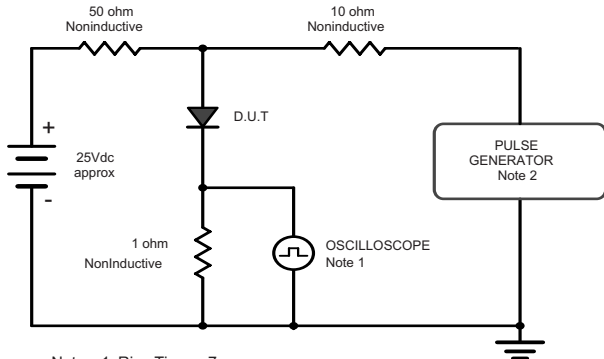 50 ohm
Noninductive
10 ohm
Noninductive
D.U.T
+
25Vdc
approx
-
PULSE
GENERATOR
Note 2
1 ohm
NonInductive
OSCILLOSCOPE
Note 1